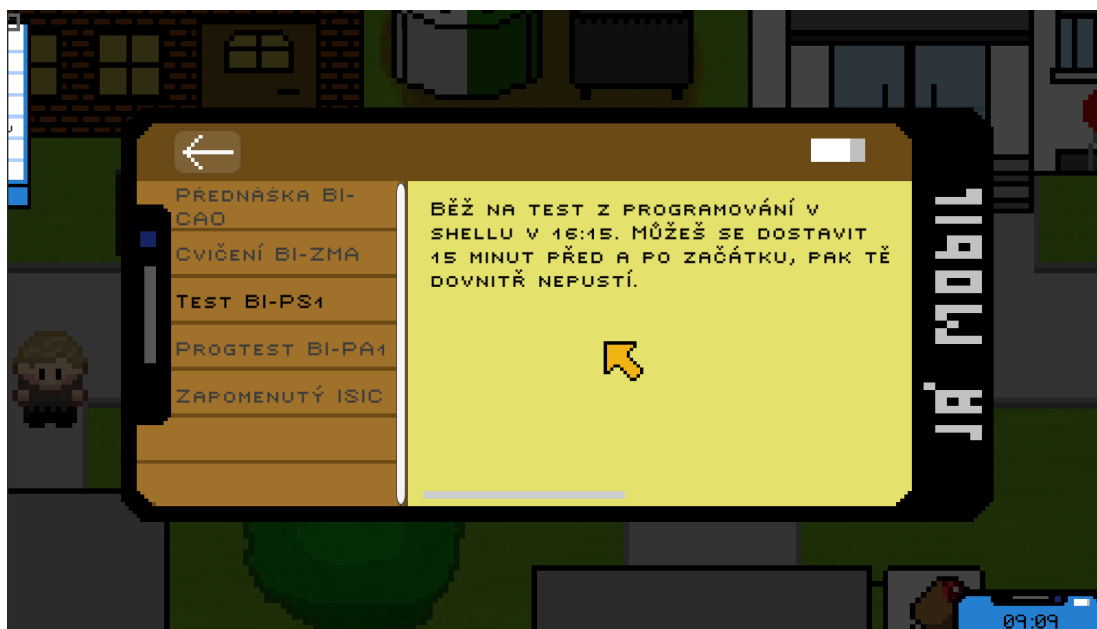 Přednáška BI-
CAO
Cvičení BI-ZMA
Test BI-PS1
Progtest BI-PA1
Zapomenutý ISIC
Běž na test z programování v
shellu v 16:15. Můžeš se dostavit
15 minut před a po začátku, pak tě
dovnitř nepustí.
JÁ MOBIL
09:09